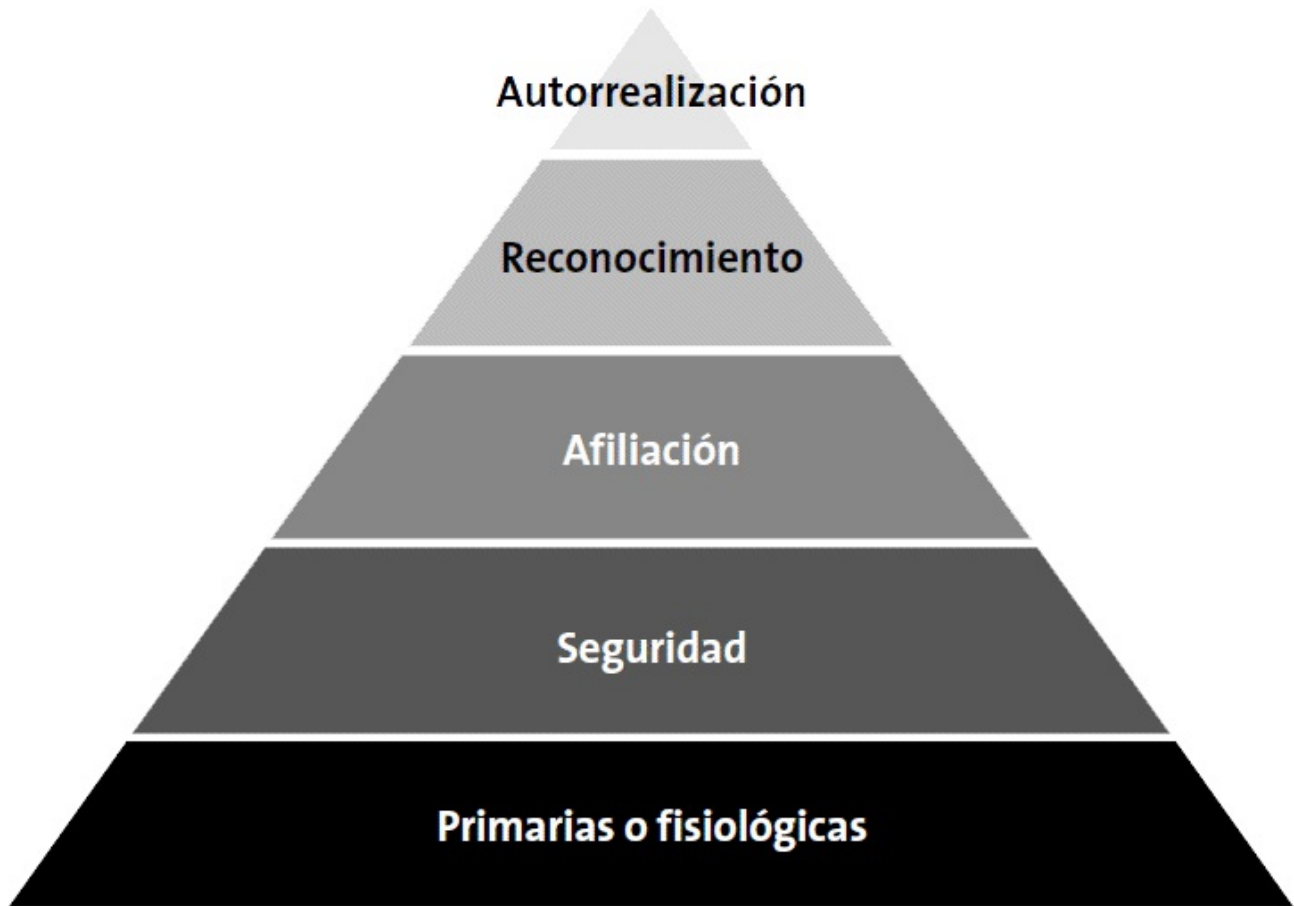 Autorrealización
Reconocimiento
Afiliación
Seguridad
Primarias o fisiológicas